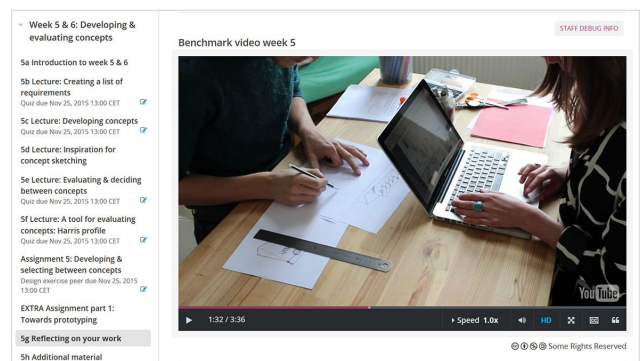 Week 5 & 6: Developing &
evaluating concepts
5a Introduction to week 5 & 6
5b Lecture: Creating a list of
requirements
Quiz due Nov 25, 2015 13:00 CET
5c Lecture: Developing concepts
Quiz due Nov 25, 2015 13:00 CET
5d Lecture: Inspiration for
concept sketching
5e Lecture: Evaluating & deciding
between concepts
Quiz due Nov 25, 2015 13:00 CET
5f Lecture: A tool for evaluating
concepts: Harris profile
Quiz due Nov 25, 2015 13:00 CET
Assignment 5: Developing &
selecting between concepts
Design exercise peer due Nov 25, 2015
13:00 CET
EXTRA Assignment part 1:
Towards prototyping
5g Reflecting on your work
5h Additional material
STAFF DEBUG INFO
Benchmark video week 5
YouTube
1:32 / 3:36
Speed 1.0x
HD
Some Rights Reserved